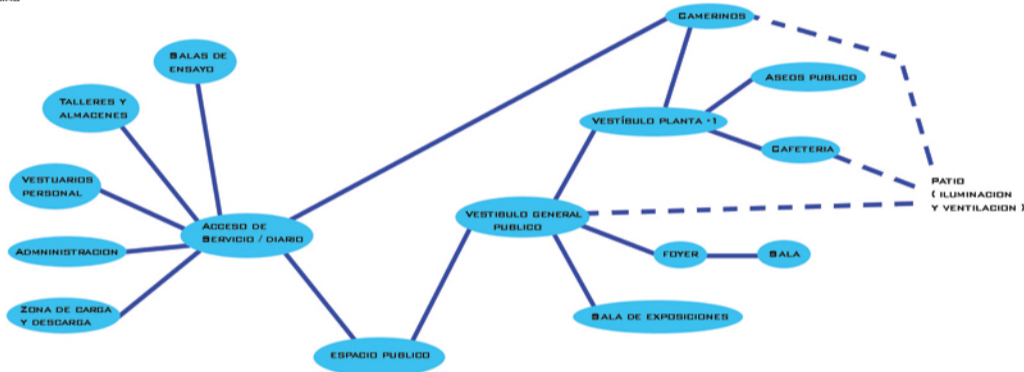 CAMERINOS
SALAS DE
ENSAYO
ASEOS PUBLICO
TALLERES Y
ALMACENES
VESTÍBULO PLANTA -1
CAFETERIA
VESTUARIOS
PERSONAL
PATIO
( ILUMINACION
Y VENTILACION )
VESTIBULO GENERAL
PUBLICO
ACCESO DE
SERVICIO / DIARIO
ADMNINISTRACION
FOYER
SALA
ZONA DE CARGA
Y DESCARGA
SALA DE EXPOSICIONES
ESPACIO PUBLICO